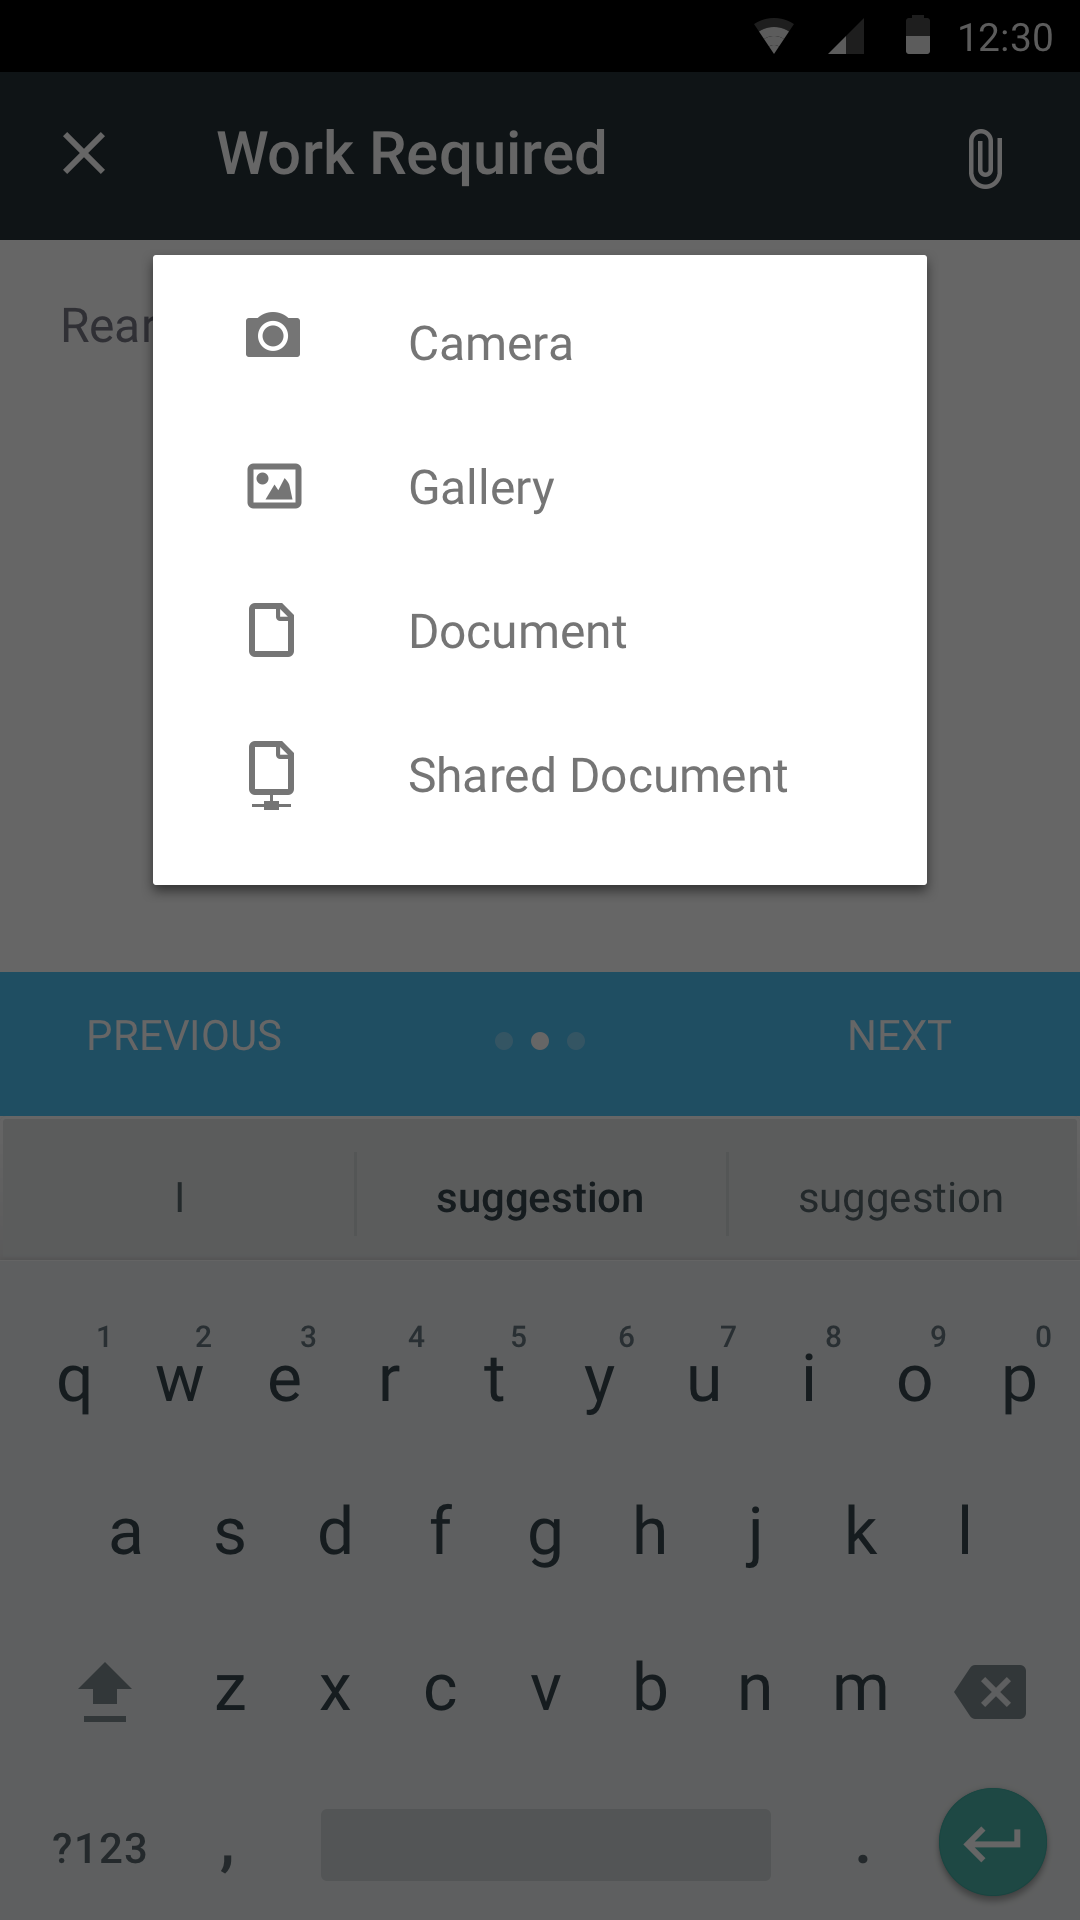 12:30
Work Required
Camera
Gallery
Document
Shared Document
PREVIOUS
NEXT
I
suggestion
suggestion
1 2 3 4 5 6 7 8 9 0
q w e r t y u i o p
a s d f g h j k l
z x c v b n m
?123 , .